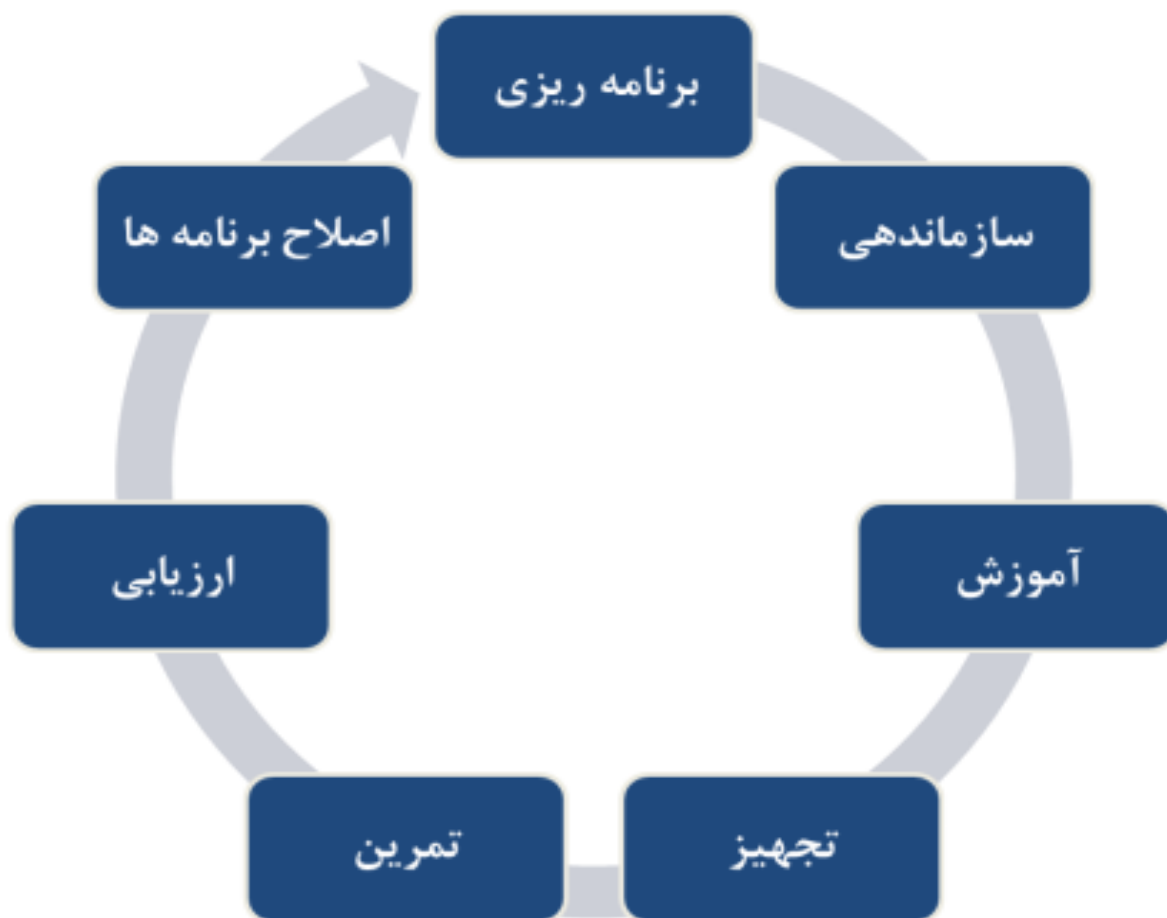 برنامه ریزی
سازماندهی
آموزش
تجهیز
تمرین
ارزیابی
اصلاح برنامه ها